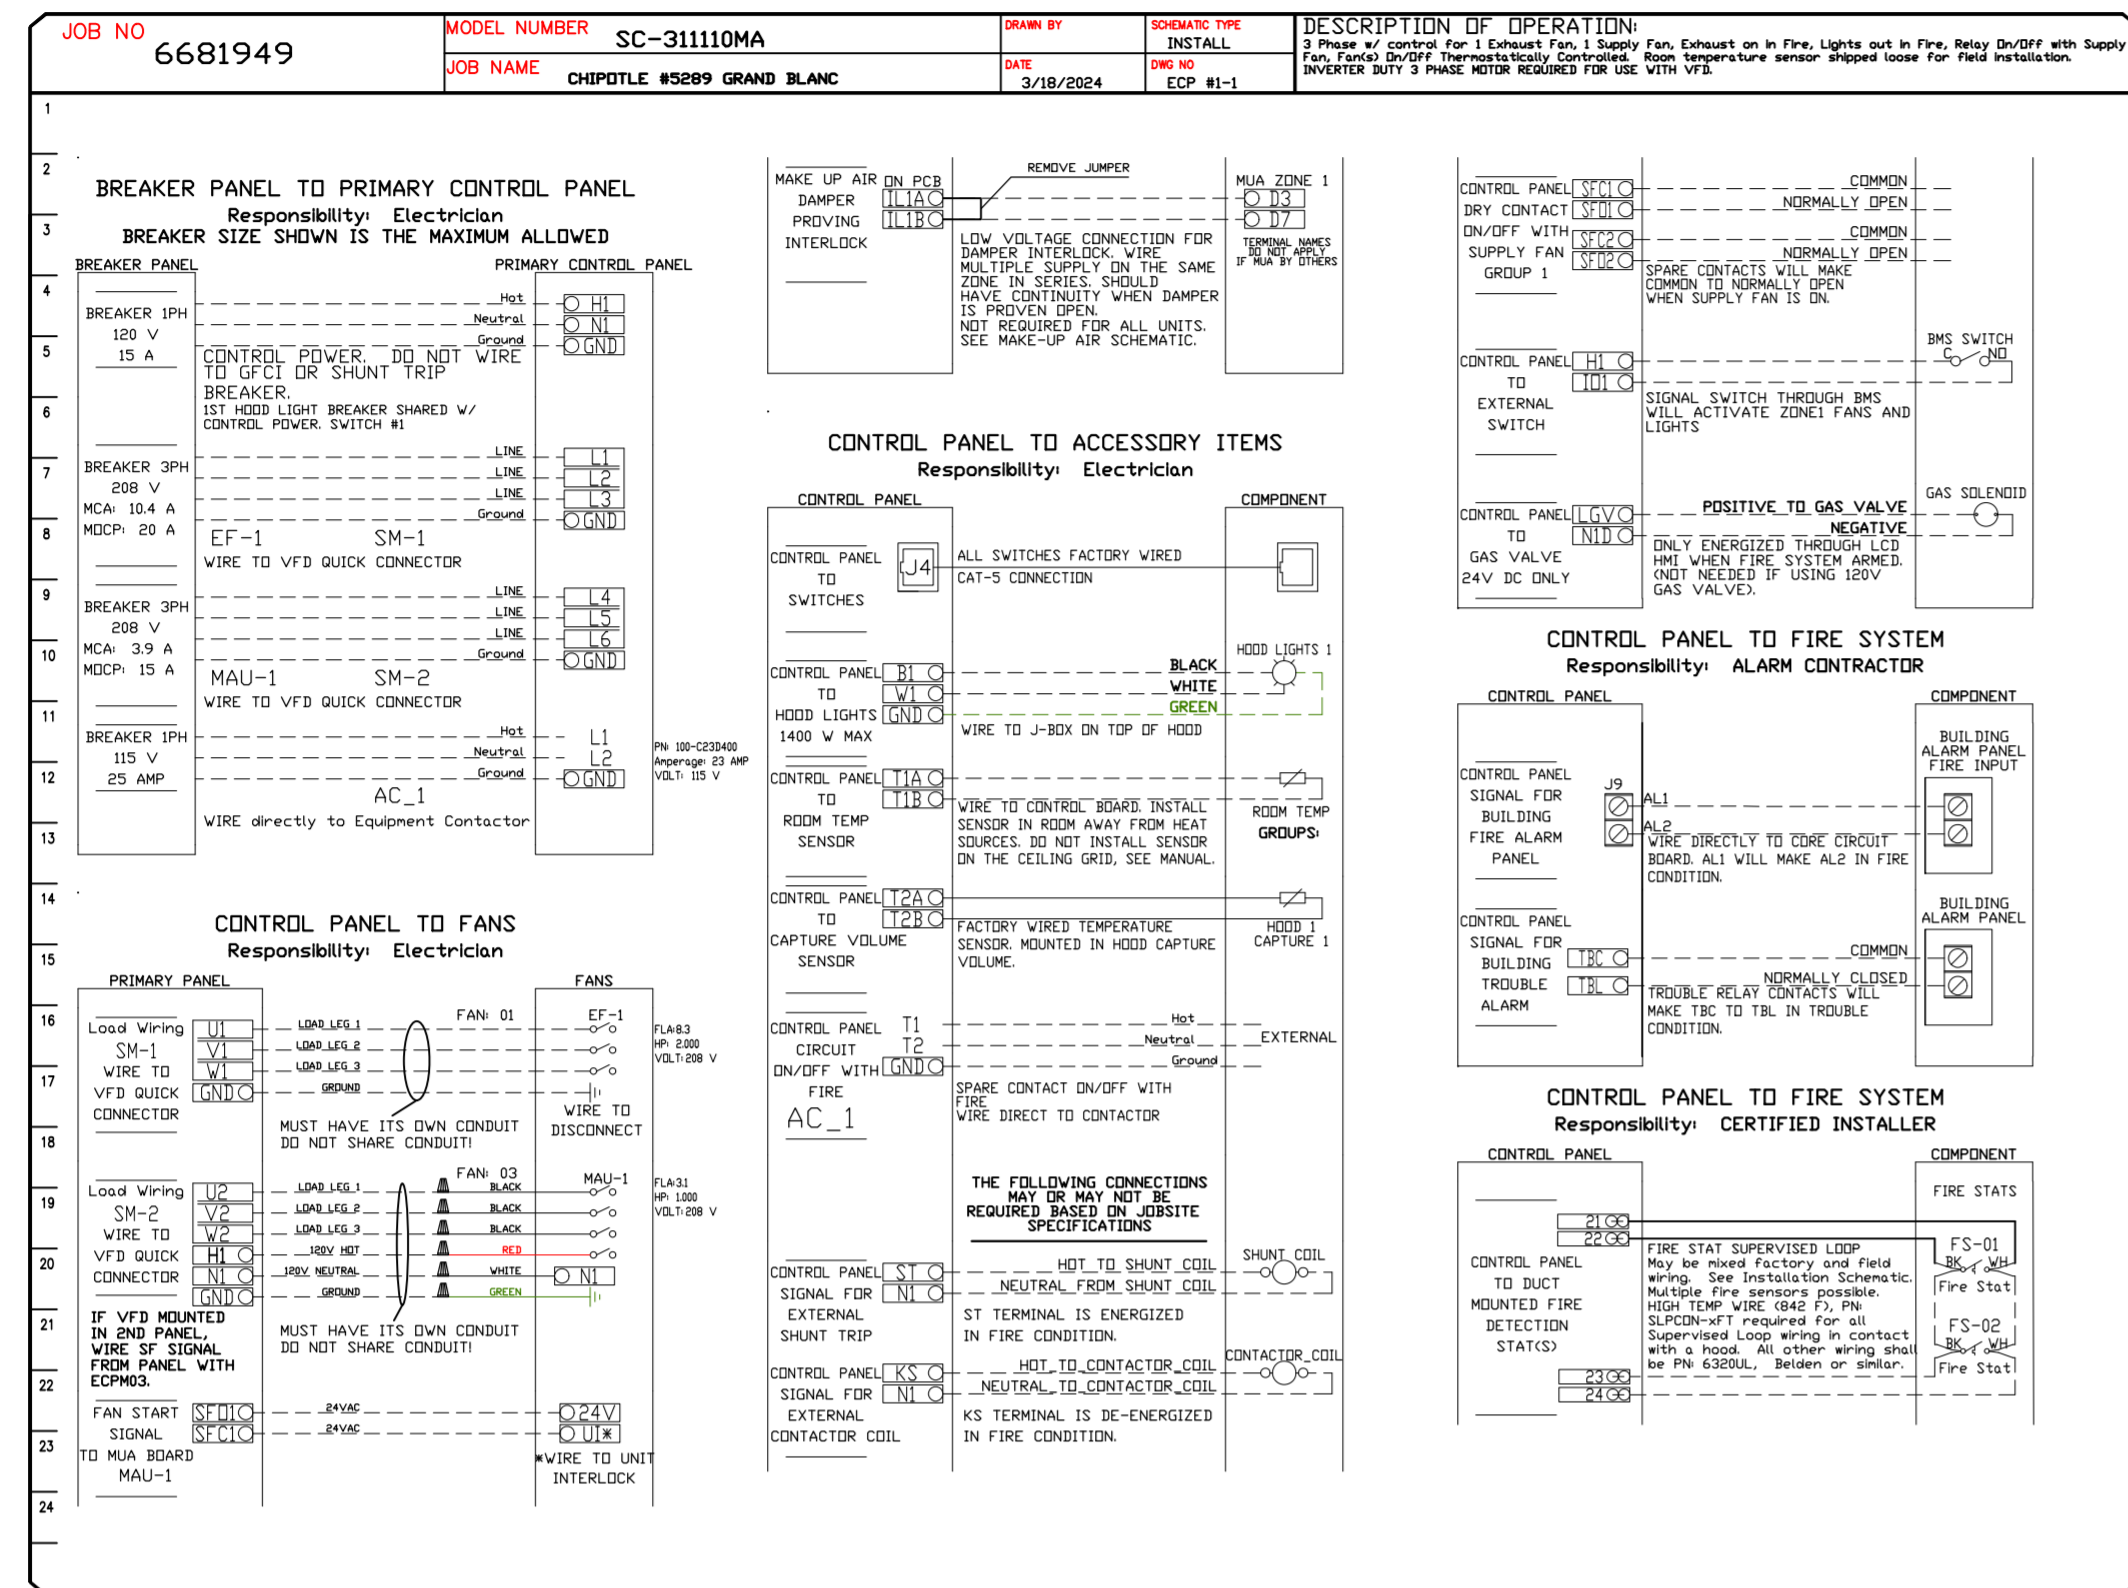 JOB NO
6681949
MODEL NUMBER
SC-311110MA
JOB NAME
CHIPOTLE #5289 GRAND BLANC
DRAWN BY
DATE
3/18/2024
SCHEMATIC TYPE
INSTALL
DWG NO
ECP #1-1
DESCRIPTION OF OPERATION:
3 Phase w/ control for 1 Exhaust Fan, 1 Supply Fan, Exhaust on in Fire, Lights out in Fire, Relay On/Off with Supply
Fan, Fan(s) On/Off Thermostatically Controlled. Room temperature sensor shipped loose for field installation.
INVERTER DUTY 3 PHASE MOTOR REQUIRED FOR USE WITH VFD.
1
2
3
4
5
6
7
8
9
10
11
12
13
14
15
16
17
18
19
20
21
22
23
24
BREAKER PANEL TO PRIMARY CONTROL PANEL
Responsibility: Electrician
BREAKER SIZE SHOWN IS THE MAXIMUM ALLOWED
BREAKER PANEL
PRIMARY CONTROL PANEL
BREAKER 1PH
120 V
15 A
Hot
H1
Neutral
N1
Ground
GND
CONTROL POWER. DO NOT WIRE
TO GFCI OR SHUNT TRIP
BREAKER.
1ST HOOD LIGHT BREAKER SHARED W/
CONTROL POWER. SWITCH #1
BREAKER 3PH
208 V
MCA: 10.4 A
MOCP: 20 A
LINE
L1
LINE
L2
LINE
L3
Ground
GND
EF-1 SM-1
WIRE TO VFD QUICK CONNECTOR
BREAKER 3PH
208 V
MCA: 3.9 A
MOCP: 15 A
LINE
L4
LINE
L5
LINE
L6
Ground
GND
MAU-1 SM-2
WIRE TO VFD QUICK CONNECTOR
BREAKER 1PH
115 V
25 AMP
Hot
L1
Neutral
L2
Ground
GND
PN: 100-C23D400
Amperage: 23 AMP
VOLT: 115 V
AC_1
WIRE directly to Equipment Contactor
CONTROL PANEL TO FANS
Responsibility: Electrician
PRIMARY PANEL
FANS
Load Wiring
SM-1
WIRE TO
VFD QUICK
CONNECTOR
U1
V1
W1
GND
LOAD LEG 1
LOAD LEG 2
LOAD LEG 3
GROUND
FAN: 01
EF-1
FLA:8.3
HP: 2.000
VOLT:208 V
WIRE TO
DISCONNECT
MUST HAVE ITS OWN CONDUIT
DO NOT SHARE CONDUIT!
Load Wiring
SM-2
WIRE TO
VFD QUICK
CONNECTOR
U2
V2
W2
H1
N1
GND
LOAD LEG 1
LOAD LEG 2
LOAD LEG 3
120V HOT
120V NEUTRAL
GROUND
FAN: 03
BLACK
BLACK
BLACK
RED
WHITE
GREEN
MAU-1
N1
FLA:3.1
HP: 1.000
VOLT:208 V
IF VFD MOUNTED
IN 2ND PANEL,
WIRE SF SIGNAL
FROM PANEL WITH
ECPM03.
MUST HAVE ITS OWN CONDUIT
DO NOT SHARE CONDUIT!
FAN START
SIGNAL
TO MUA BOARD
MAU-1
SFO1
SFC1
24VAC
24VAC
24V
UI*
*WIRE TO UNIT
INTERLOCK
MAKE UP AIR
DAMPER
PROVING
INTERLOCK
ON PCB
IL1A
IL1B
REMOVE JUMPER
MUA ZONE 1
D3
D7
TERMINAL NAMES
DO NOT APPLY
IF MUA BY OTHERS
LOW VOLTAGE CONNECTION FOR
DAMPER INTERLOCK. WIRE
MULTIPLE SUPPLY ON THE SAME
ZONE IN SERIES. SHOULD
HAVE CONTINUITY WHEN DAMPER
IS PROVEN OPEN.
NOT REQUIRED FOR ALL UNITS.
SEE MAKE-UP AIR SCHEMATIC.
CONTROL PANEL TO ACCESSORY ITEMS
Responsibility: Electrician
CONTROL PANEL
COMPONENT
CONTROL PANEL
TO
SWITCHES
J4
ALL SWITCHES FACTORY WIRED
CAT-5 CONNECTION
CONTROL PANEL
TO
HOOD LIGHTS
1400 W MAX
B1
W1
GND
BLACK
WHITE
GREEN
HOOD LIGHTS 1
WIRE TO J-BOX ON TOP OF HOOD
CONTROL PANEL
TO
ROOM TEMP
SENSOR
T1A
T1B
WIRE TO CONTROL BOARD. INSTALL
SENSOR IN ROOM AWAY FROM HEAT
SOURCES. DO NOT INSTALL SENSOR
ON THE CEILING GRID, SEE MANUAL.
ROOM TEMP
GROUPS:
CONTROL PANEL
TO
CAPTURE VOLUME
SENSOR
T2A
T2B
FACTORY WIRED TEMPERATURE
SENSOR. MOUNTED IN HOOD CAPTURE
VOLUME.
HOOD 1
CAPTURE 1
CONTROL PANEL
CIRCUIT
ON/OFF WITH
FIRE
AC_1
T1
T2
GND
Hot
Neutral
Ground
EXTERNAL
SPARE CONTACT ON/OFF WITH
FIRE
WIRE DIRECT TO CONTACTOR
THE FOLLOWING CONNECTIONS
MAY OR MAY NOT BE
REQUIRED BASED ON JOBSITE
SPECIFICATIONS
CONTROL PANEL
SIGNAL FOR
EXTERNAL
SHUNT TRIP
ST
N1
HOT TO SHUNT COIL
NEUTRAL FROM SHUNT COIL
SHUNT COIL
ST TERMINAL IS ENERGIZED
IN FIRE CONDITION.
CONTROL PANEL
SIGNAL FOR
EXTERNAL
CONTACTOR COIL
KS
N1
HOT TO CONTACTOR COIL
NEUTRAL TO CONTACTOR COIL
CONTACTOR COIL
KS TERMINAL IS DE-ENERGIZED
IN FIRE CONDITION.
CONTROL PANEL
DRY CONTACT
ON/OFF WITH
SUPPLY FAN
GROUP 1
SFC1
SFO1
SFC2
SFO2
COMMON
NORMALLY OPEN
COMMON
NORMALLY OPEN
SPARE CONTACTS WILL MAKE
COMMON TO NORMALLY OPEN
WHEN SUPPLY FAN IS ON.
CONTROL PANEL
TO
EXTERNAL
SWITCH
H1
IO1
BMS SWITCH
C NO
SIGNAL SWITCH THROUGH BMS
WILL ACTIVATE ZONE1 FANS AND
LIGHTS
CONTROL PANEL
TO
GAS VALVE
24V DC ONLY
LGV
N1D
POSITIVE TO GAS VALVE
NEGATIVE
GAS SOLENOID
ONLY ENERGIZED THROUGH LCD
HMI WHEN FIRE SYSTEM ARMED.
(NOT NEEDED IF USING 120V
GAS VALVE).
CONTROL PANEL TO FIRE SYSTEM
Responsibility: ALARM CONTRACTOR
CONTROL PANEL
COMPONENT
CONTROL PANEL
SIGNAL FOR
BUILDING
FIRE ALARM
PANEL
J9
AL1
AL2
BUILDING
ALARM PANEL
FIRE INPUT
WIRE DIRECTLY TO CORE CIRCUIT
BOARD. AL1 WILL MAKE AL2 IN FIRE
CONDITION.
CONTROL PANEL
SIGNAL FOR
BUILDING
TROUBLE
ALARM
TBC
TBL
COMMON
NORMALLY CLOSED
BUILDING
ALARM PANEL
TROUBLE RELAY CONTACTS WILL
MAKE TBC TO TBL IN TROUBLE
CONDITION.
CONTROL PANEL TO FIRE SYSTEM
Responsibility: CERTIFIED INSTALLER
CONTROL PANEL
COMPONENT
CONTROL PANEL
TO DUCT
MOUNTED FIRE
DETECTION
STAT(S)
21
22
23
24
FIRE STAT SUPERVISED LOOP
May be mixed factory and field
wiring. See Installation Schematic.
Multiple fire sensors possible.
HIGH TEMP WIRE (842 F), PN:
SLPCON-xFT required for all
Supervised Loop wiring in contact
with a hood. All other wiring shall
be PN: 6320UL, Belden or similar.
FIRE STATS
FS-01
BK WH
Fire Stat
FS-02
BK WH
Fire Stat